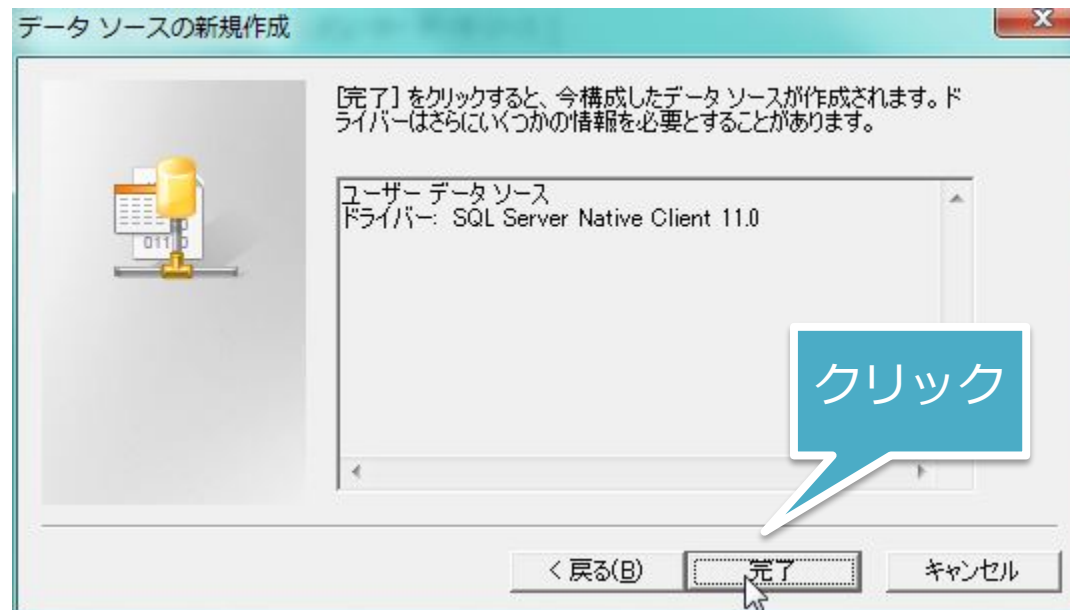 データ ソースの新規作成
[完了] をクリックすると、今構成したデータ ソースが作成されます。ド
ライバーはさらにいくつかの情報を必要とすることがあります。
ユーザー データ ソース
ドライバー: SQL Server Native Client 11.0
クリック
< 戻る(B)
完了
キャンセル